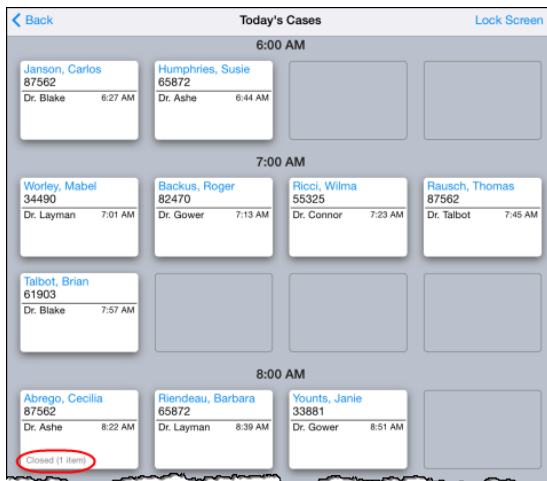 Back Today's Cases Lock Screen
6:00 AM
Janson, Carlos
87562
Dr. Blake 6:27 AM
Humphries, Susie
65872
Dr. Ashe 6:44 AM
7:00 AM
Worley, Mabel
34490
Dr. Layman 7:01 AM
Backus, Roger
82470
Dr. Gower 7:13 AM
Ricci, Wilma
55325
Dr. Connor 7:23 AM
Rausch, Thomas
87562
Dr. Talbot 7:45 AM
Talbot, Brian
61903
Dr. Blake 7:57 AM
8:00 AM
Abrego, Cecilia
87562
Dr. Ashe 8:22 AM
Closed (1 item)
Riendeau, Barbara
65872
Dr. Layman 8:39 AM
Younts, Janie
33881
Dr. Gower 8:51 AM